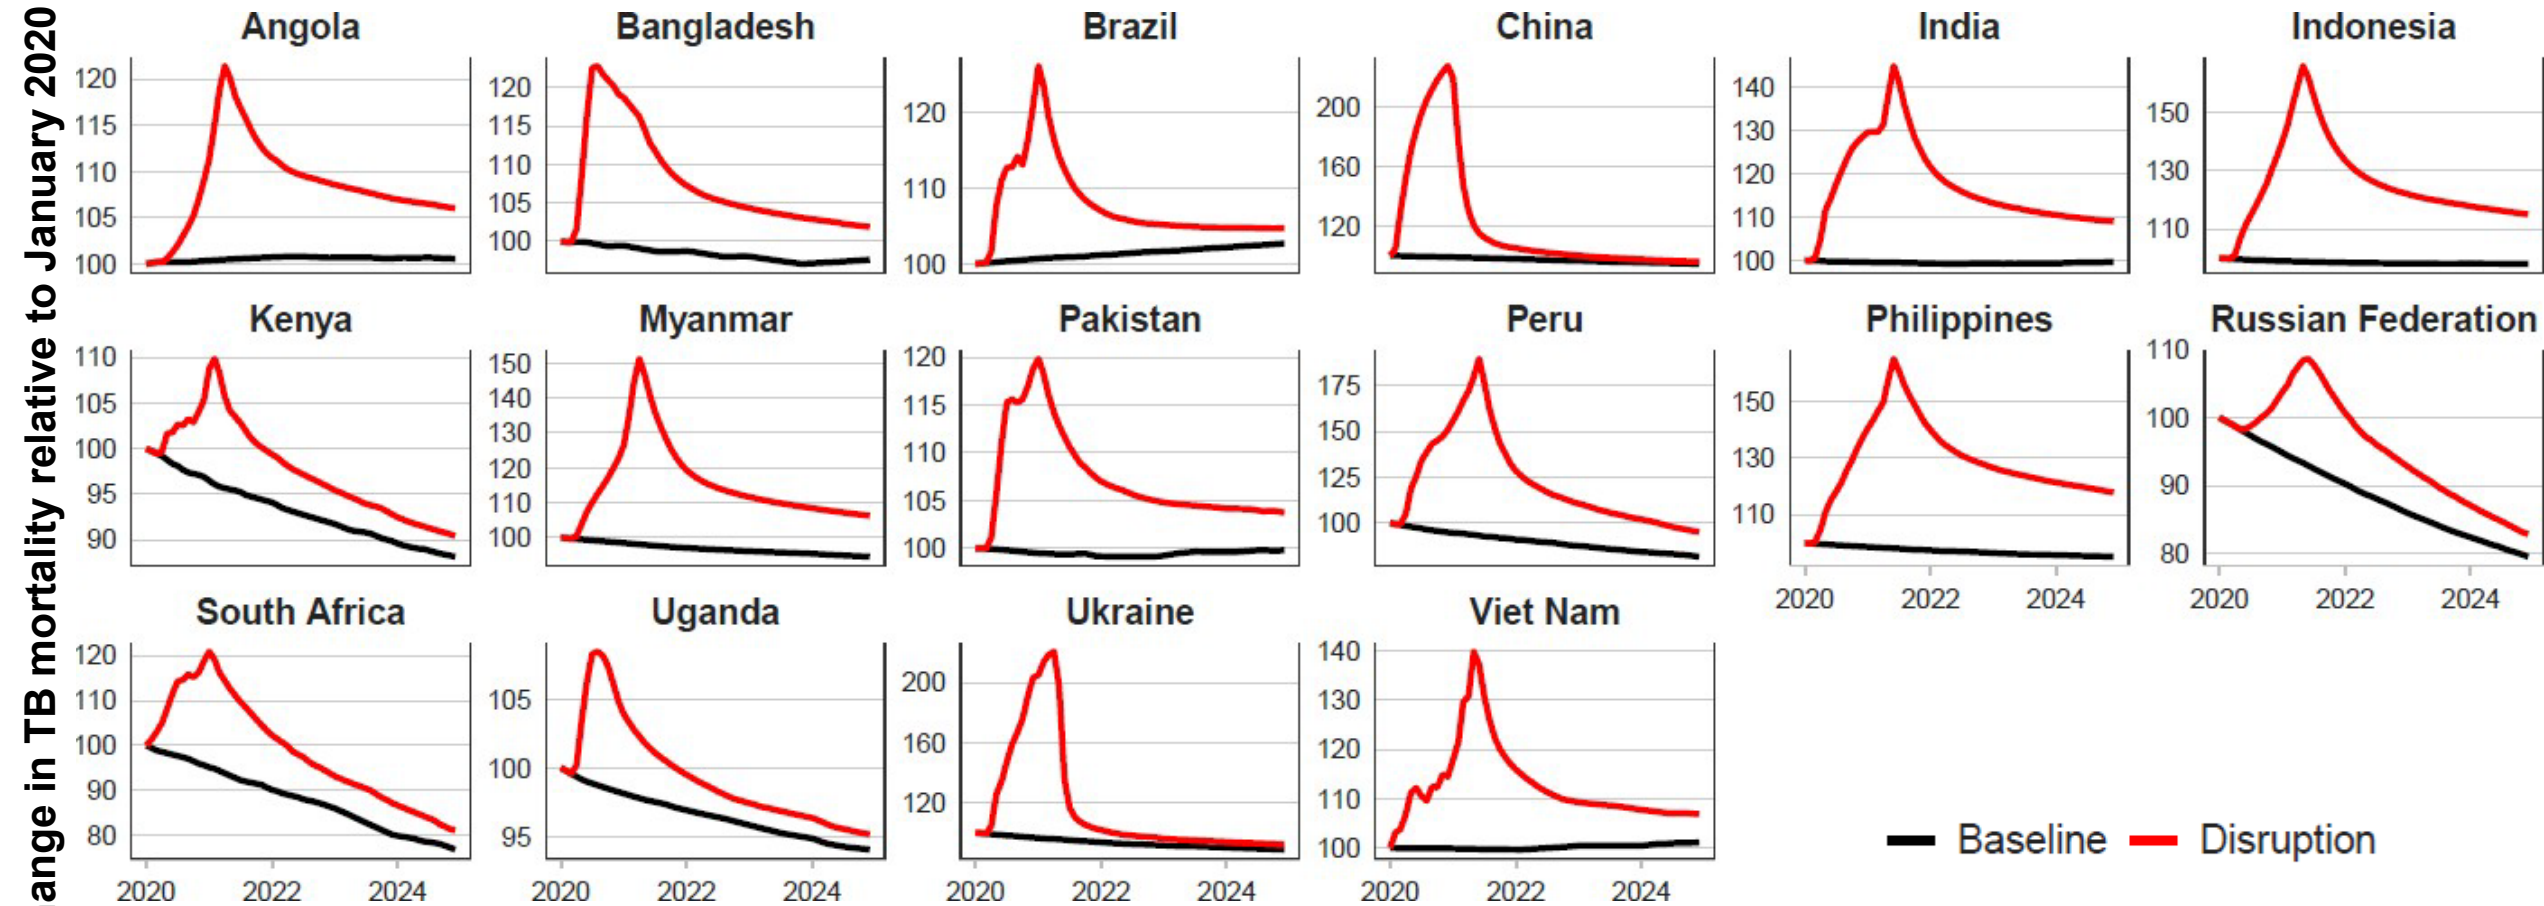 ange in TB mortality relative to January 2020
Angola Bangladesh Brazil China India Indonesia
120 115 110 105 100
120 115 110 105 100
120 110 100
200 160 120
140 130 120 110 100
150 130 110
Kenya Myanmar Pakistan Peru Philippines Russian Federation
110 105 100 95 90
150 140 130 120 110 100
120 115 110 105 100
175 150 125 100
150 130 110
110 100 90 80
2020 2022 2024 2020 2022 2024
South Africa Uganda Ukraine Viet Nam
120 110 100 90 80
105 100 95
200 160 120
140 130 120 110 100
2020 2022 2024 2020 2022 2024 2020 2022 2024 2020 2022 2024
Baseline Disruption